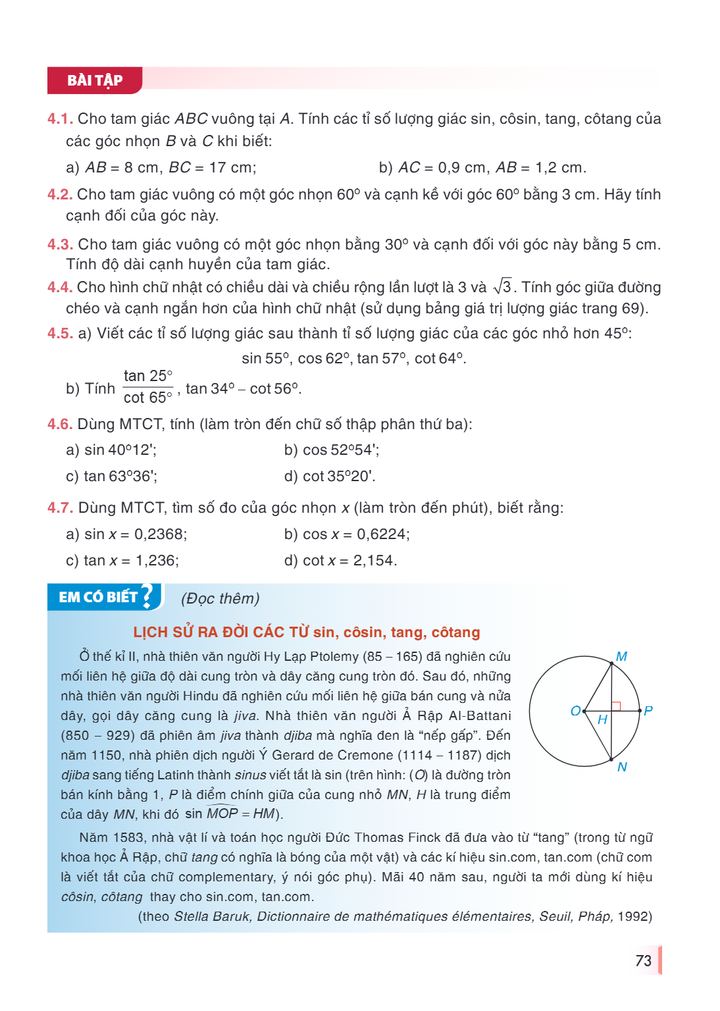 BÀI TẬP
4.1. Cho tam giác ABC vuông tại A. Tính các tỉ số lượng giác sin, côsin, tang, côtang của
các góc nhọn B và C khi biết:
a) AB = 8 cm, BC = 17 cm; b) AC = 0,9 cm, AB = 1,2 cm.
4.2. Cho tam giác vuông có một góc nhọn 60° và cạnh kề với góc 60° bằng 3 cm. Hãy tính
cạnh đối của góc này.
4.3. Cho tam giác vuông có một góc nhọn bằng 30° và cạnh đối với góc này bằng 5 cm.
Tính độ dài cạnh huyền của tam giác.
4.4. Cho hình chữ nhật có chiều dài và chiều rộng lần lượt là 3 và √3. Tính góc giữa đường
chéo và cạnh ngắn hơn của hình chữ nhật (sử dụng bảng giá trị lượng giác trang 69).
4.5. a) Viết các tỉ số lượng giác sau thành tỉ số lượng giác của các góc nhỏ hơn 45°:
sin 55°, cos 62°, tan 57°, cot 64°.
b) Tính tan 25° / cot 65°, tan 34° – cot 56°.
4.6. Dùng MTCT, tính (làm tròn đến chữ số thập phân thứ ba):
a) sin 40°12'; b) cos 52°54';
c) tan 63°36'; d) cot 35°20'.
4.7. Dùng MTCT, tìm số đo của góc nhọn x (làm tròn đến phút), biết rằng:
a) sin x = 0,2368; b) cos x = 0,6224;
c) tan x = 1,236; d) cot x = 2,154.
EM CÓ BIẾT ? (Đọc thêm)
LỊCH SỬ RA ĐỜI CÁC TỪ sin, côsin, tang, côtang
Ở thế kỉ II, nhà thiên văn người Hy Lạp Ptolemy (85 – 165) đã nghiên cứu
mối liên hệ giữa độ dài cung tròn và dây căng cung tròn đó. Sau đó, những
nhà thiên văn người Hindu đã nghiên cứu mối liên hệ giữa bán cung và nửa
dây, gọi dây căng cung là jiva. Nhà thiên văn người Ả Rập Al-Battani
(850 – 929) đã phiên âm jiva thành djiba mà nghĩa đen là “nếp gấp”. Đến
năm 1150, nhà phiên dịch người Ý Gerard de Cremone (1114 – 1187) dịch
djiba sang tiếng Latinh thành sinus viết tắt là sin (trên hình: (O) là đường tròn
bán kính bằng 1, P là điểm chính giữa của cung nhỏ MN, H là trung điểm
của dây MN, khi đó sin MOP = HM).
M
O
H
P
N
Năm 1583, nhà vật lí và toán học người Đức Thomas Finck đã đưa vào từ “tang” (trong từ ngữ
khoa học Ả Rập, chữ tang có nghĩa là bóng của một vật) và các kí hiệu sin.com, tan.com (chữ com
là viết tắt của chữ complementary, ý nói góc phụ). Mãi 40 năm sau, người ta mới dùng kí hiệu
côsin, côtang thay cho sin.com, tan.com.
(theo Stella Baruk, Dictionnaire de mathématiques élémentaires, Seuil, Pháp, 1992)
73